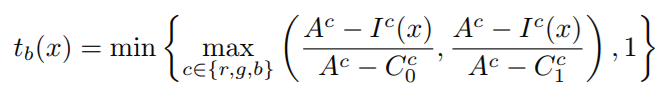 $t_b(x) = \min \left\{ \max_{c \in \{r,g,b\}} \left( \frac{A^c - I^c(x)}{A^c - C_0^c}, \frac{A^c - I^c(x)}{A^c - C_1^c} \right), 1 \right\}$